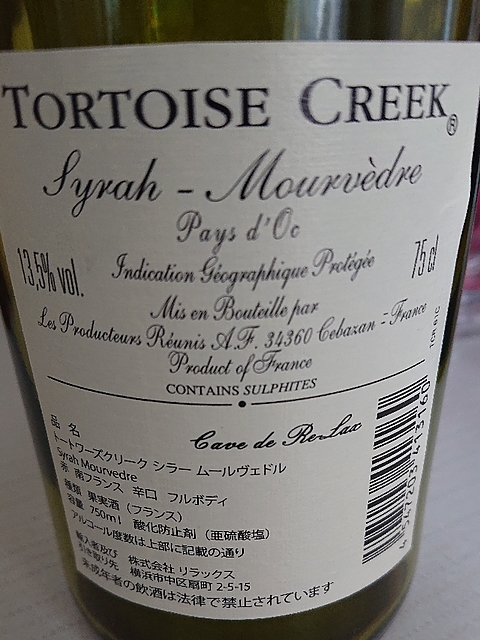 TORTOISE CREEK®
Syrah - Mourvèdre
Pays d'Oc
13,5% vol.
Indication Géographique Protégée
75 cl
Mis en Bouteille par
Les Producteurs Réunis A.F. 34360 Cebazan - France
Product of France
CONTAINS SULPHITES
Cave de ReLax
品 名
トートワーズクリーク シラー ムールヴェドル
Syrah Mourvedre
赤 南フランス 辛口 フルボディ
種類 果実酒（フランス）
容量 750ml 酸化防止剤（亜硫酸塩）
アルコール度数は上部に記載の通り
輸入者及び 株式会社 リラックス
引き取り先 横浜市中区扇町 2-5-15
未成年者の飲酒は法律で禁止されています